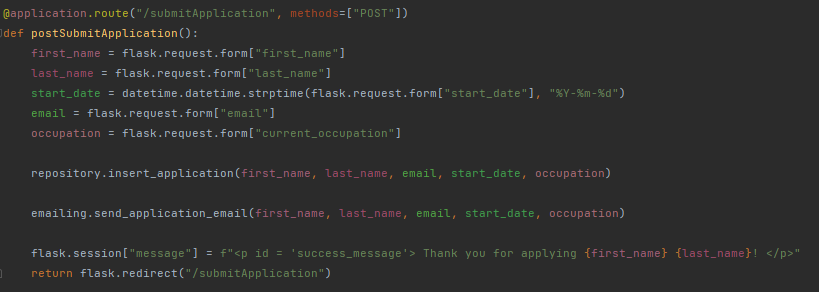 @application.route("/submitApplication", methods=["POST"])
def postSubmitApplication():
    first_name = flask.request.form["first_name"]
    last_name = flask.request.form["last_name"]
    start_date = datetime.datetime.strptime(flask.request.form["start_date"], "%Y-%m-%d")
    email = flask.request.form["email"]
    occupation = flask.request.form["current_occupation"]
    repository.insert_application(first_name, last_name, email, start_date, occupation)
    emailing.send_application_email(first_name, last_name, email, start_date, occupation)
    flask.session["message"] = f"<p id = 'success_message'> Thank you for applying {first_name} {last_name}! </p>"
    return flask.redirect("/submitApplication")